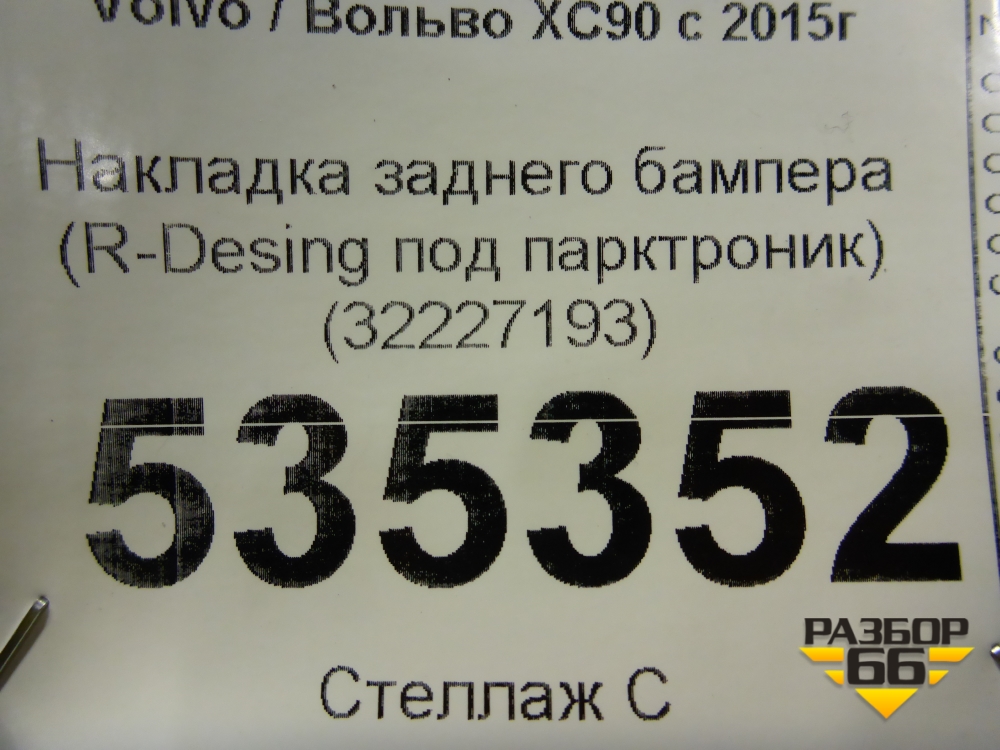 Volvo / Вольво XC90 с 2015г
Накладка заднего бампера
(R-Desing под парктроник)
(32227193)
535352
Стеллаж С
РАЗБОР
66